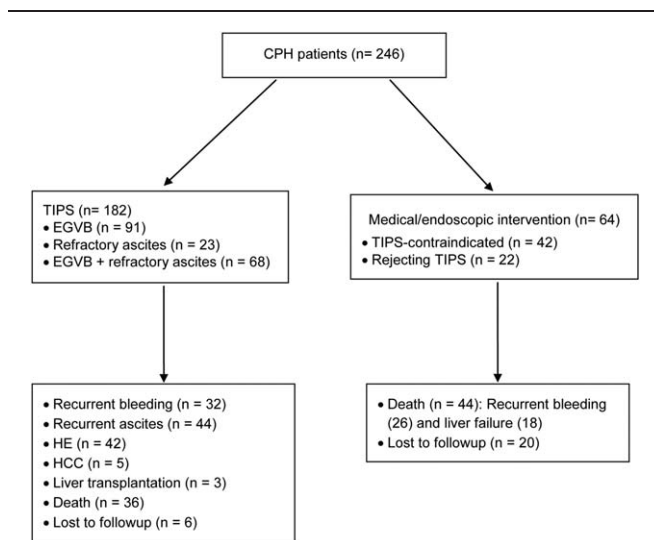 CPH patients (n= 246)
TIPS (n= 182)
• EGVB (n = 91)
• Refractory ascites (n = 23)
• EGVB + refractory ascites (n = 68)
Medical/endoscopic intervention (n= 64)
• TIPS-contraindicated (n = 42)
• Rejecting TIPS (n = 22)
• Recurrent bleeding (n = 32)
• Recurrent ascites (n = 44)
• HE (n = 42)
• HCC (n = 5)
• Liver transplantation (n = 3)
• Death (n = 36)
• Lost to followup (n = 6)
• Death (n = 44): Recurrent bleeding
(26) and liver failure (18)
• Lost to followup (n = 20)